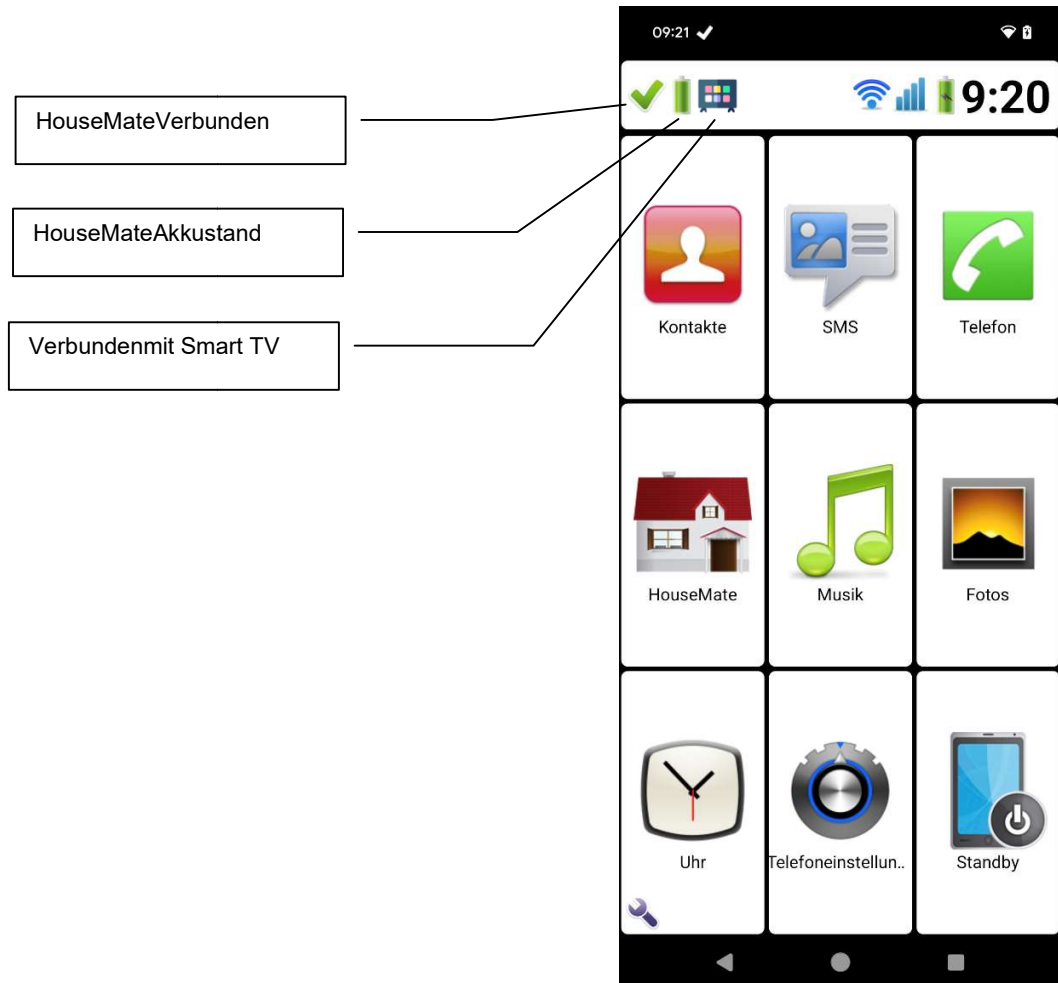 09:21
9:20
HouseMateVerbunden
HouseMateAkkustand
Verbundenmit Smart TV
Kontakte
SMS
Telefon
HouseMate
Musik
Fotos
Uhr
Telefoneinstellun..
Standby